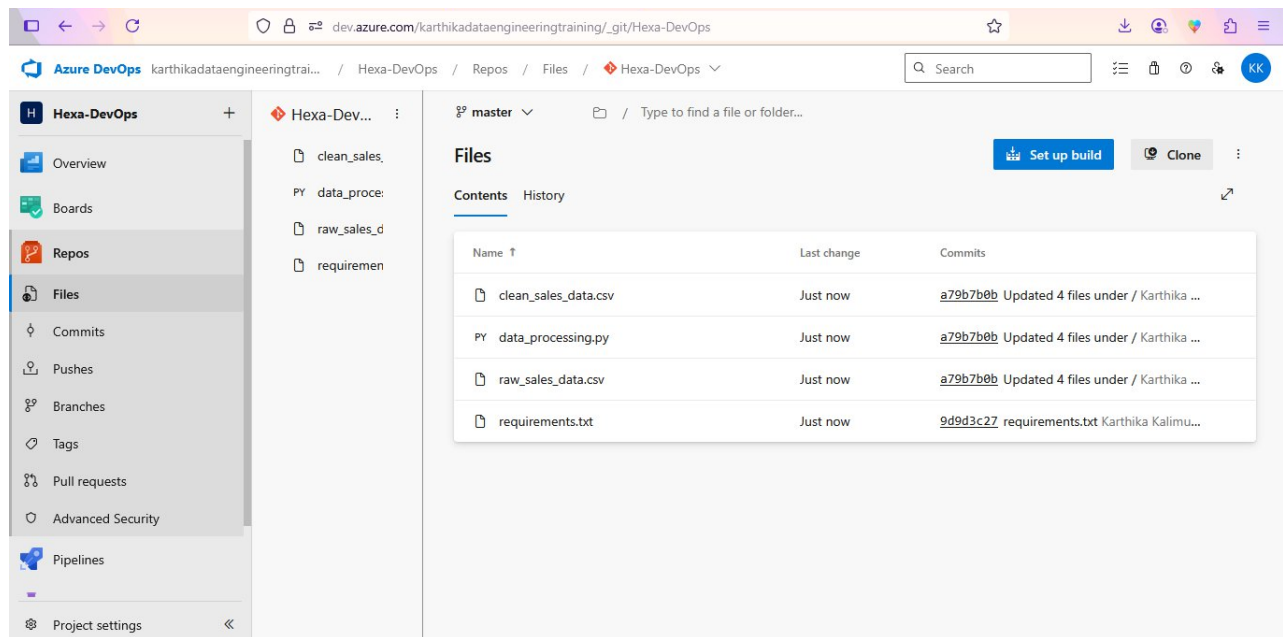 dev.azure.com/karthikadataengineeringtraining/_git/Hexa-DevOps
Azure DevOps karthikadataengineeringtrai... / Hexa-DevOps / Repos / Files / Hexa-DevOps
Search
KK
H Hexa-DevOps +
Overview
Boards
Repos
Files
Commits
Pushes
Branches
Tags
Pull requests
Advanced Security
Pipelines
Project settings
Hexa-Dev...
clean_sales_
PY data_proce
raw_sales_d
requiremen
master / Type to find a file or folder...
Files
Set up build
Clone
Contents History
Name ↑ Last change Commits
clean_sales_data.csv Just now a79b7b0b Updated 4 files under / Karthika ...
PY data_processing.py Just now a79b7b0b Updated 4 files under / Karthika ...
raw_sales_data.csv Just now a79b7b0b Updated 4 files under / Karthika ...
requirements.txt Just now 9d9d3c27 requirements.txt Karthika Kalimu...